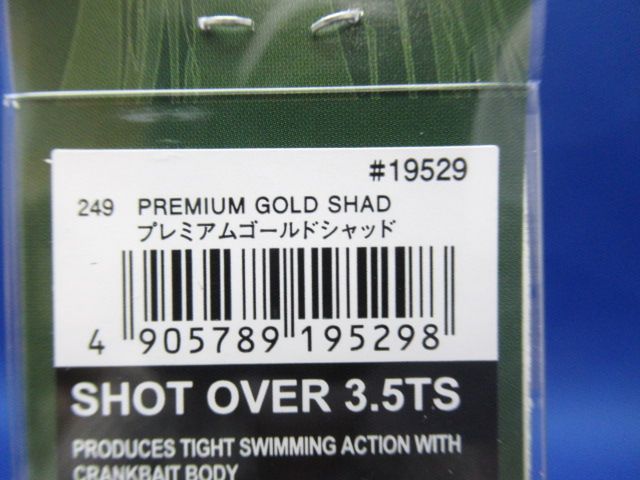 #19529
249 PREMIUM GOLD SHAD
プレミアムゴールドシャッド
4 905789 195298
SHOT OVER 3.5TS
PRODUCES TIGHT SWIMMING ACTION WITH
CRANKBAIT BODY